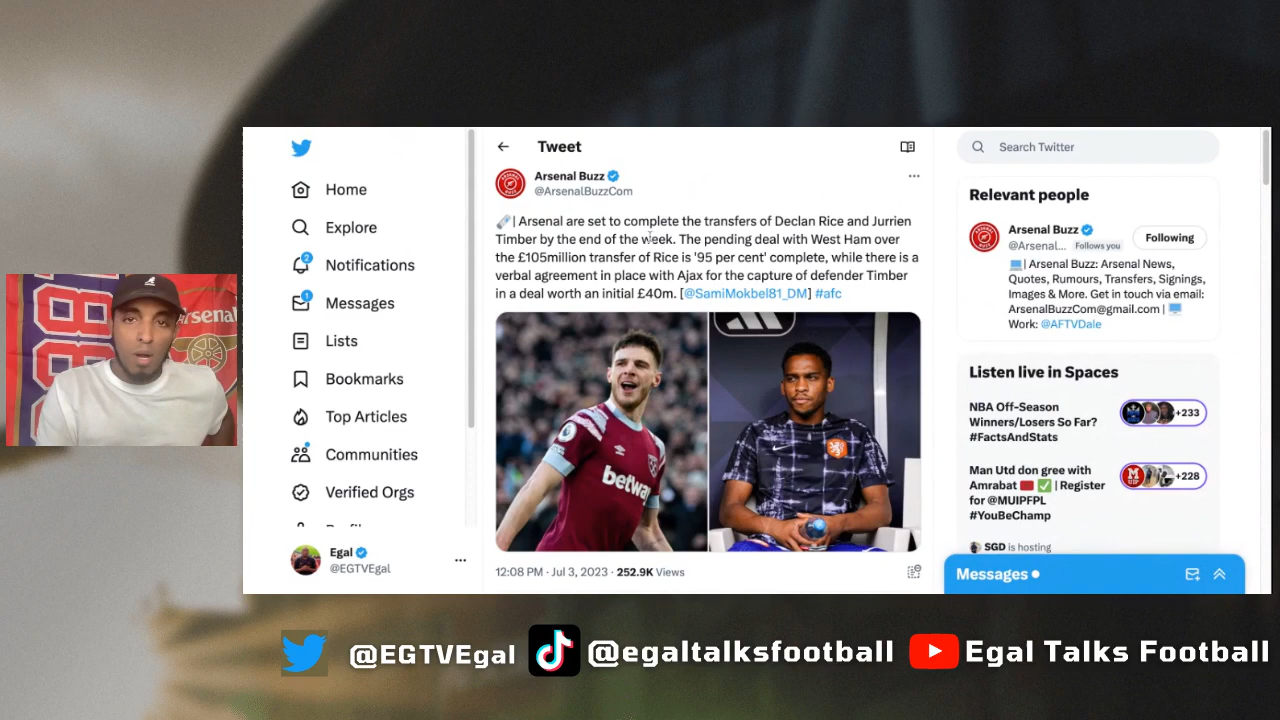 Home
Explore
2
Notifications
1
Messages
Lists
Bookmarks
Top Articles
Communities
Verified Orgs
Egal
@EGTVEgal
Tweet
Arsenal Buzz
@ArsenalBuzzCom
| Arsenal are set to complete the transfers of Declan Rice and Jurrien
Timber by the end of the week. The pending deal with West Ham over
the £105million transfer of Rice is '95 per cent' complete, while there is a
verbal agreement in place with Ajax for the capture of defender Timber
in a deal worth an initial £40m. [@SamiMokbel81_DM] #afc
betway
12:08 PM · Jul 3, 2023 · 252.9K Views
Search Twitter
Relevant people
Arsenal Buzz
@Arsenal... Follows you
Following
| Arsenal Buzz: Arsenal News,
Quotes, Rumours, Transfers, Signings,
Images & More. Get in touch via email:
ArsenalBuzzCom@gmail.com |
Work: @AFTVDale
Listen live in Spaces
NBA Off-Season
Winners/Losers So Far?
#FactsAndStats
+233
Man Utd don gree with
Amrabat | Register
for @MUIPFPL
#YouBeChamp
+228
SGD is hosting
Messages
Arsenal
@EGTVEgal
@egaltalksfootball
Egal Talks Football